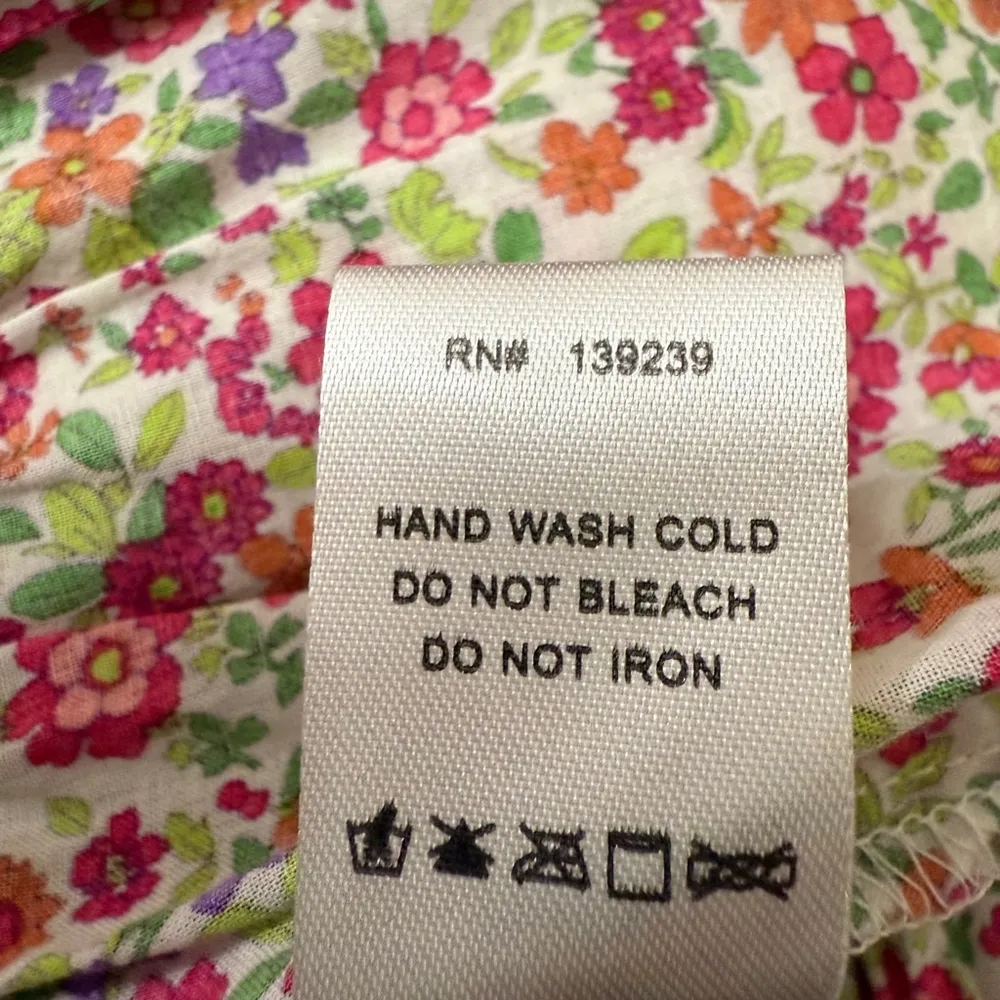 RN# 139239
HAND WASH COLD
DO NOT BLEACH
DO NOT IRON